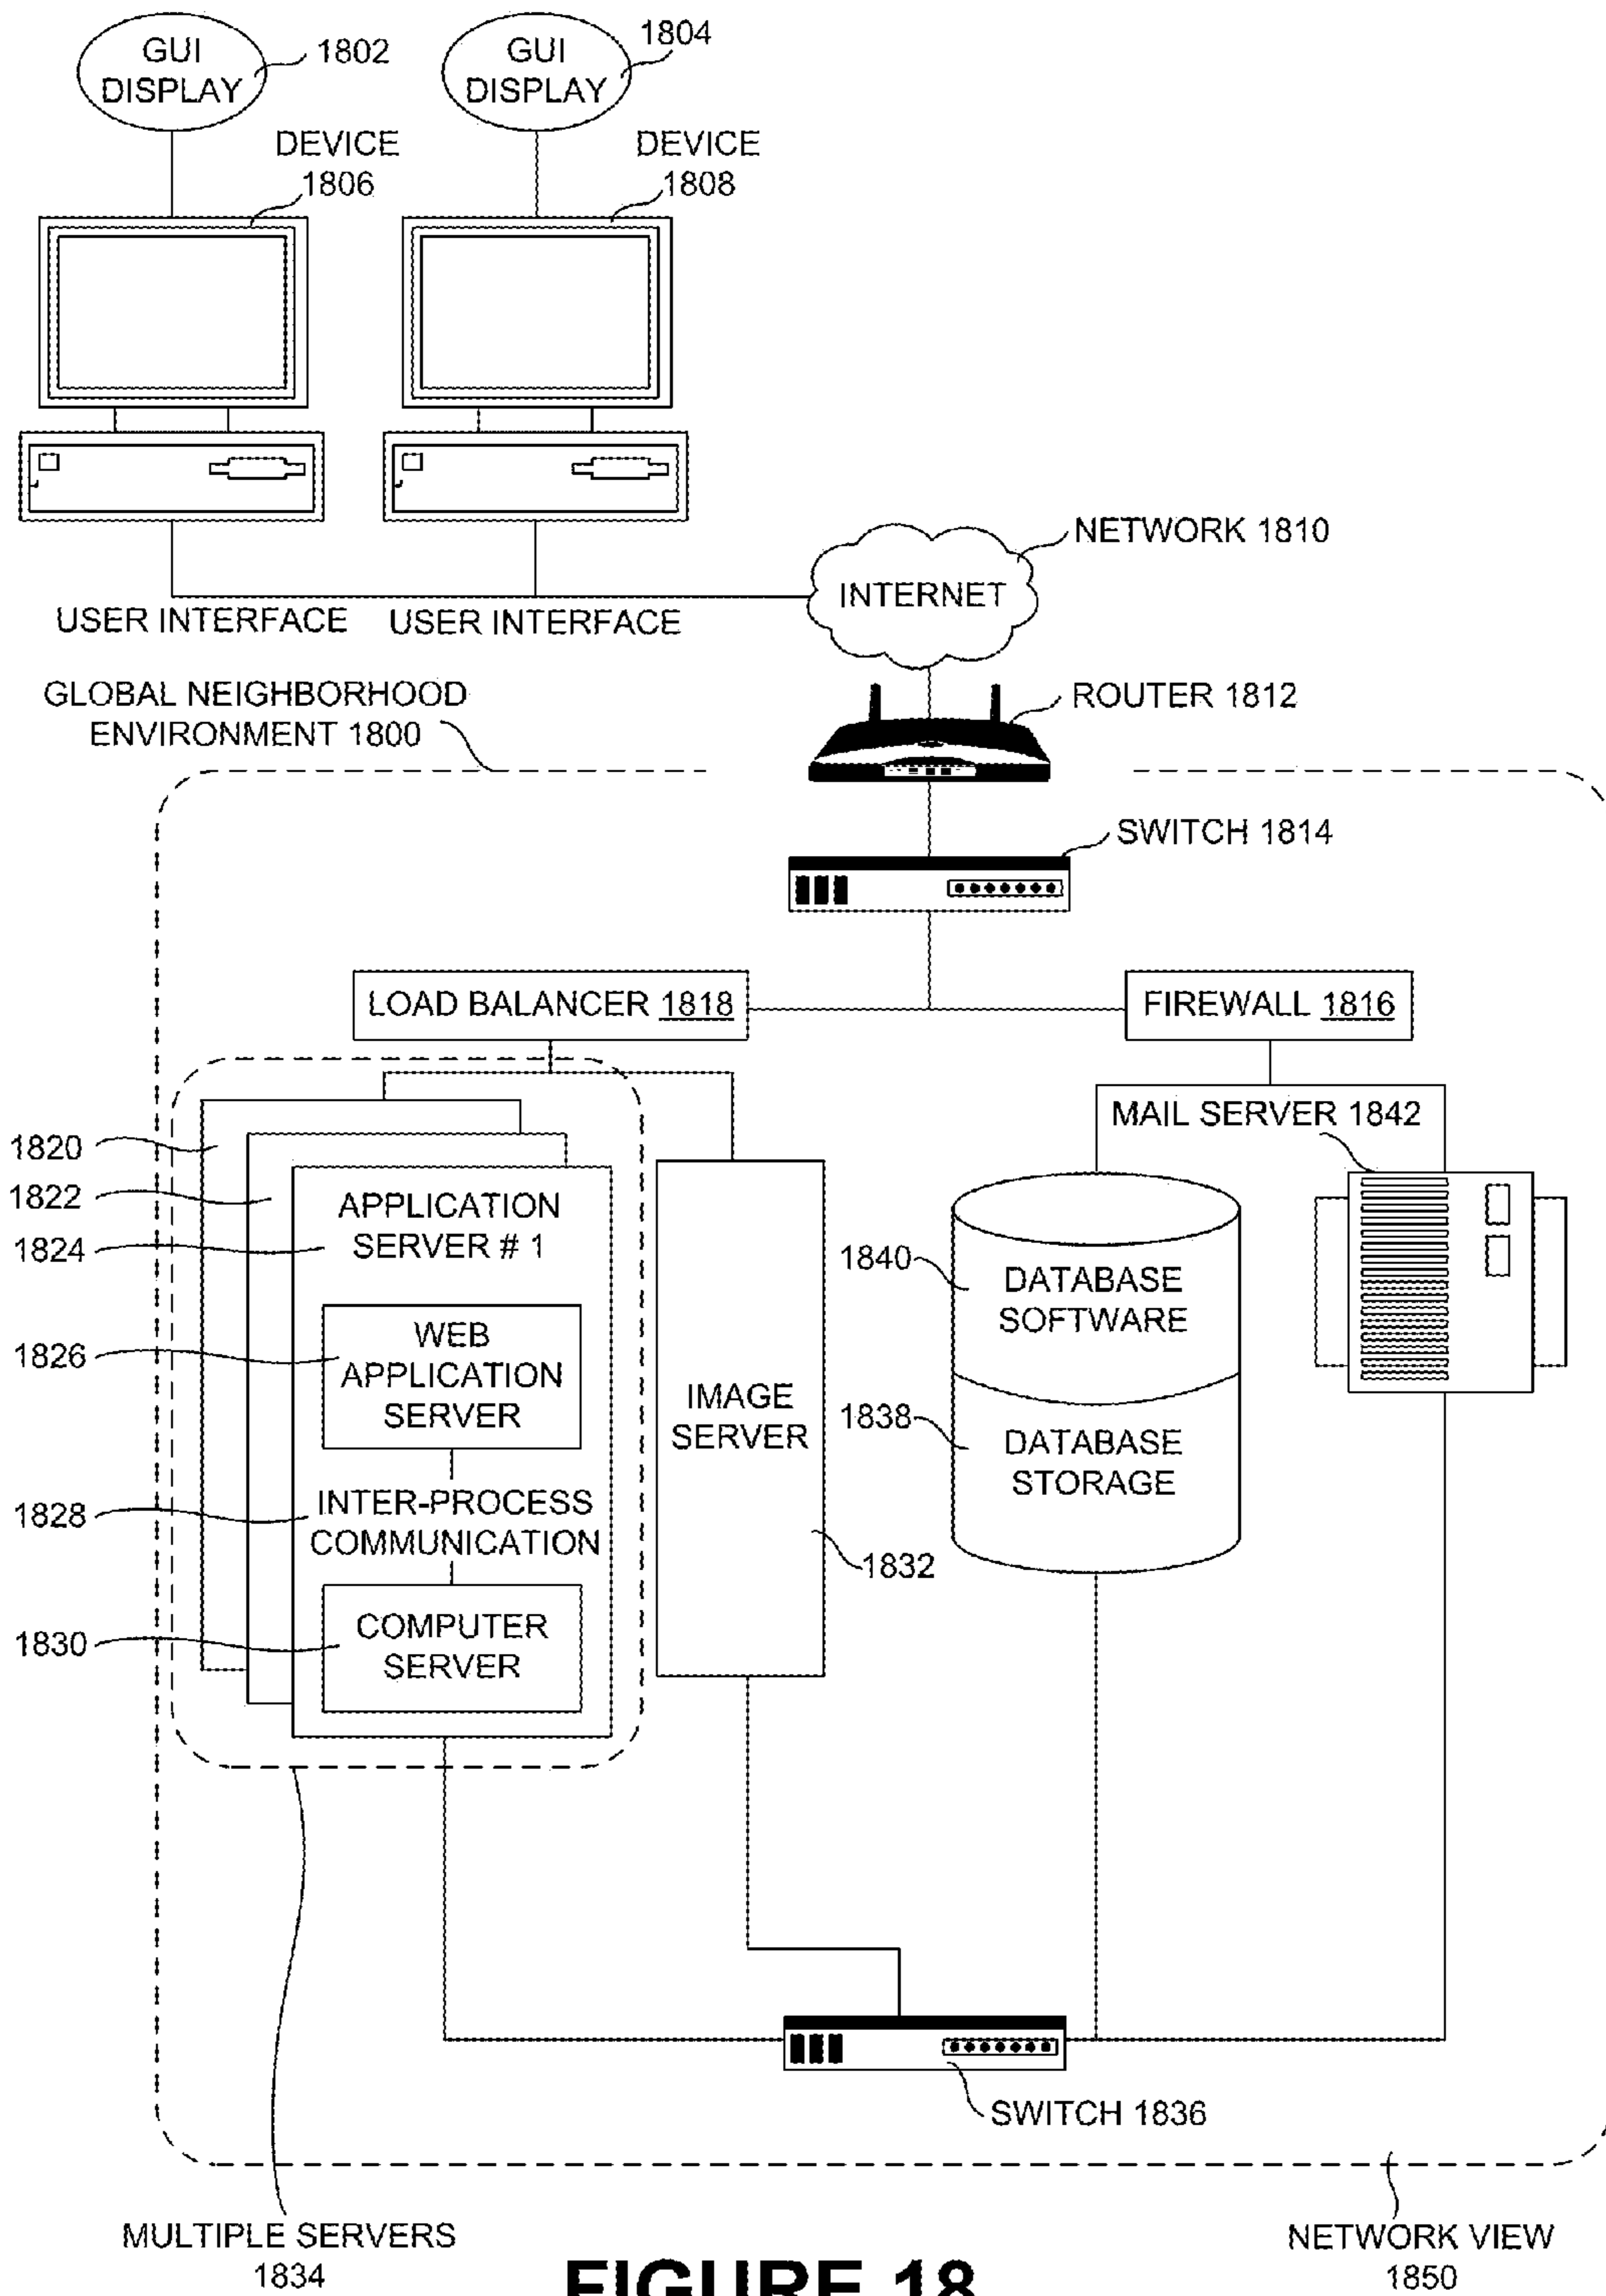 GUI
DISPLAY
1802
GUI
DISPLAY
1804
DEVICE
1806
DEVICE
1808
NETWORK 1810
INTERNET
USER INTERFACE
USER INTERFACE
GLOBAL NEIGHBORHOOD
ENVIRONMENT 1800
ROUTER 1812
SWITCH 1814
LOAD BALANCER 1818
FIREWALL 1816
MAIL SERVER 1842
1820
1822
1824
APPLICATION
SERVER # 1
1826
WEB
APPLICATION
SERVER
1828
INTER-PROCESS
COMMUNICATION
1830
COMPUTER
SERVER
IMAGE
SERVER
1832
1840
DATABASE
SOFTWARE
1838
DATABASE
STORAGE
SWITCH 1836
MULTIPLE SERVERS
1834
NETWORK VIEW
1850
FIGURE 18